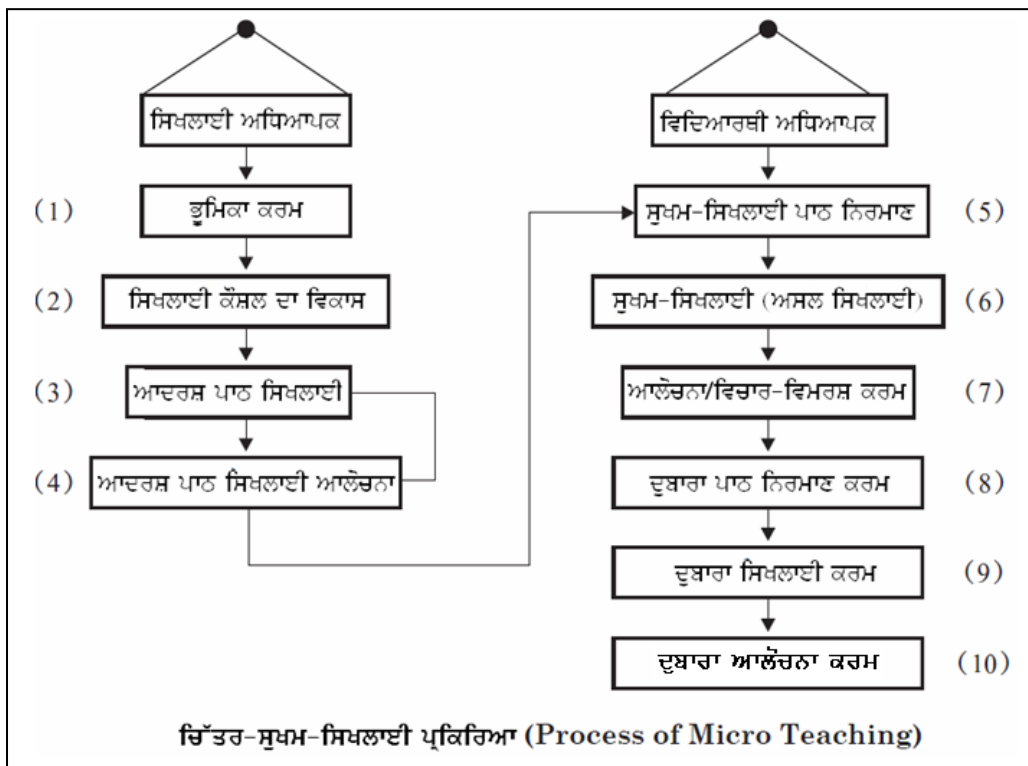 ਸਿਖਲਾਈ ਅਧਿਆਪਕ
(1) ਭੂਮਿਕਾ ਕਰਮ
(2) ਸਿਖਲਾਈ ਕੌਸ਼ਲ ਦਾ ਵਿਕਾਸ
(3) ਆਦਰਸ਼ ਪਾਠ ਸਿਖਲਾਈ
(4) ਆਦਰਸ਼ ਪਾਠ ਸਿਖਲਾਈ ਆਲੋਚਨਾ
ਵਿਦਿਆਰਥੀ ਅਧਿਆਪਕ
ਸੁਖਮ-ਸਿਖਲਾਈ ਪਾਠ ਨਿਰਮਾਣ (5)
ਸੁਖਮ-ਸਿਖਲਾਈ (ਅਸਲ ਸਿਖਲਾਈ) (6)
ਆਲੋਚਨਾ/ਵਿਚਾਰ-ਵਿਮਰਸ਼ ਕਰਮ (7)
ਦੁਬਾਰਾ ਪਾਠ ਨਿਰਮਾਣ ਕਰਮ (8)
ਦੁਬਾਰਾ ਸਿਖਲਾਈ ਕਰਮ (9)
ਦੁਬਾਰਾ ਆਲੋਚਨਾ ਕਰਮ (10)
ਚਿੱਤਰ-ਸੁਖਮ-ਸਿਖਲਾਈ ਪ੍ਰਕਿਰਿਆ (Process of Micro Teaching)